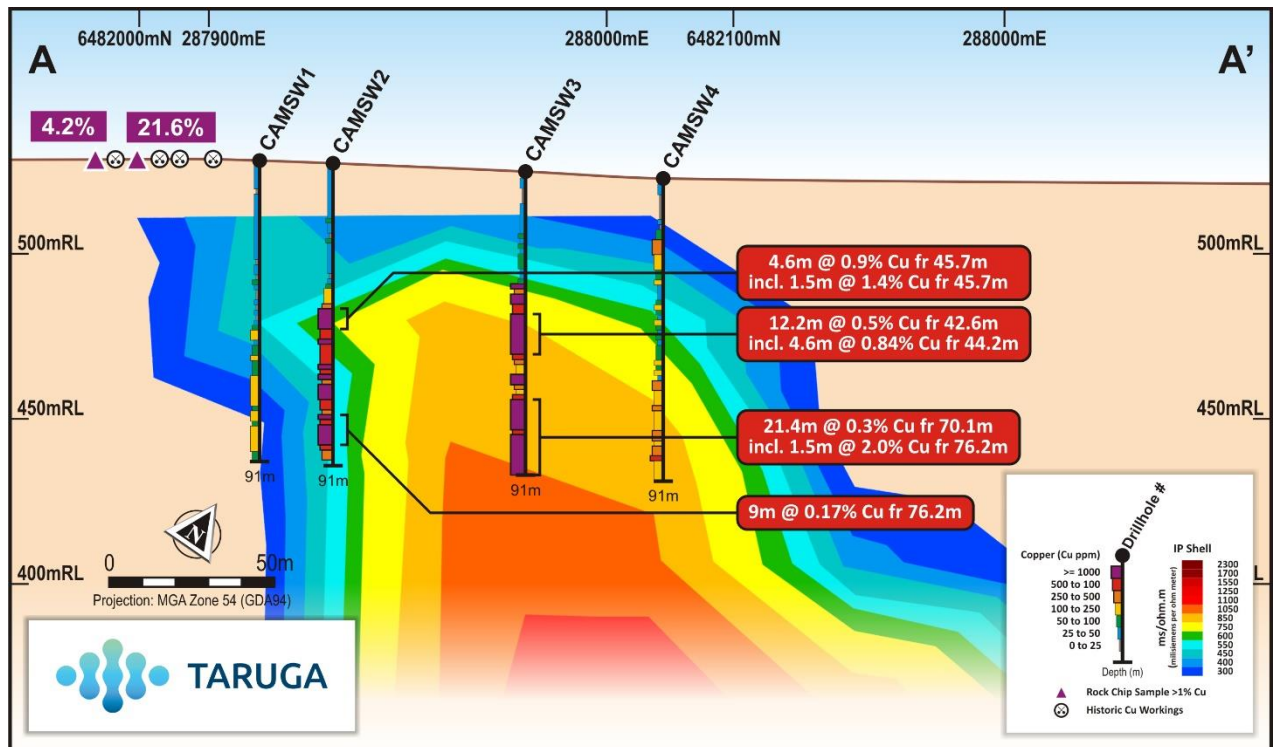 6482000mN
287900mE
288000mE
6482100mN
288000mE
A
A'
CAMSW1
CAMSW2
CAMSW3
CAMSW4
4.2%
21.6%
500mRL
500mRL
4.6m @ 0.9% Cu fr 45.7m
incl. 1.5m @ 1.4% Cu fr 45.7m
12.2m @ 0.5% Cu fr 42.6m
incl. 4.6m @ 0.84% Cu fr 44.2m
450mRL
450mRL
21.4m @ 0.3% Cu fr 70.1m
incl. 1.5m @ 2.0% Cu fr 76.2m
91m
91m
91m
91m
9m @ 0.17% Cu fr 76.2m
N
0
50m
400mRL
L
Projection: MGA Zone 54 (GDA94)
TARUGA
Drillhole #
Copper (Cu ppm)
>= 1000
500 to 100
250 to 500
100 to 250
50 to 100
25 to 50
0 to 25
Depth (m)
IP Shell
ms/ohm.m
(milisiemens per ohm meter)
2300
1700
1550
1250
1100
1050
850
750
600
550
450
400
300
Rock Chip Sample >1% Cu
Historic Cu Workings